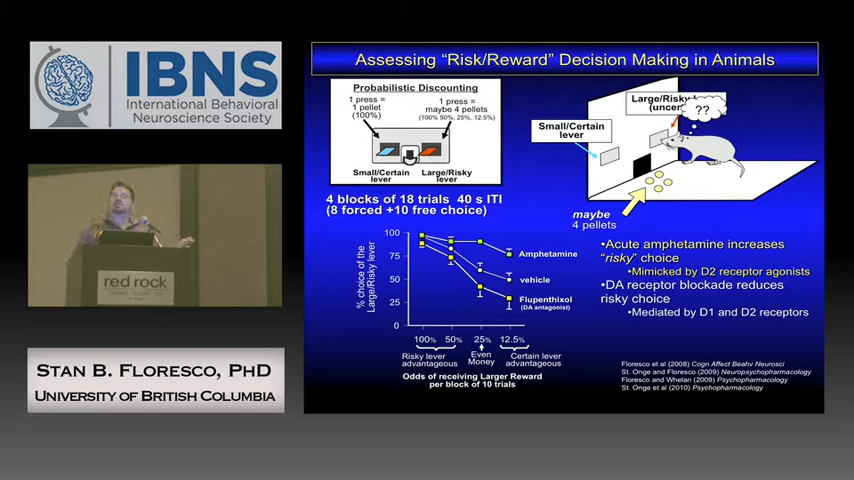 IBNS
International Behavioral
Neuroscience Society
red rock
STAN B. FLORESCO, PHD
UNIVERSITY OF BRITISH COLUMBIA
Assessing “Risk/Reward” Decision Making in Animals
Probabilistic Discounting
1 press =
1 pellet
(100%)
1 press =
maybe 4 pellets
(100% 50%, 25%, 12.5%)
Small/Certain
lever
Large/Risky
lever
4 blocks of 18 trials 40 s ITI
(8 forced +10 free choice)
Small/Certain
lever
Large/Risky
(uncer
??
maybe
4 pellets
% choice of the
Large/Risky lever
100
75
50
25
0
Amphetamine
vehicle
Flupenthixol
(DA antagonist)
100% 50% 25% 12.5%
Risky lever
advantageous
Even
Money
Certain lever
advantageous
Odds of receiving Larger Reward
per block of 10 trials
•Acute amphetamine increases
“risky” choice
•Mimicked by D2 receptor agonists
•DA receptor blockade reduces
risky choice
•Mediated by D1 and D2 receptors
Floresco et al (2008) Cogn Affect Beahv Neurosci
St. Onge and Floresco (2009) Neuropsychopharmacology
Floresco and Whelan (2009) Psychopharmacology
St. Onge et al (2010) Psychopharmacology